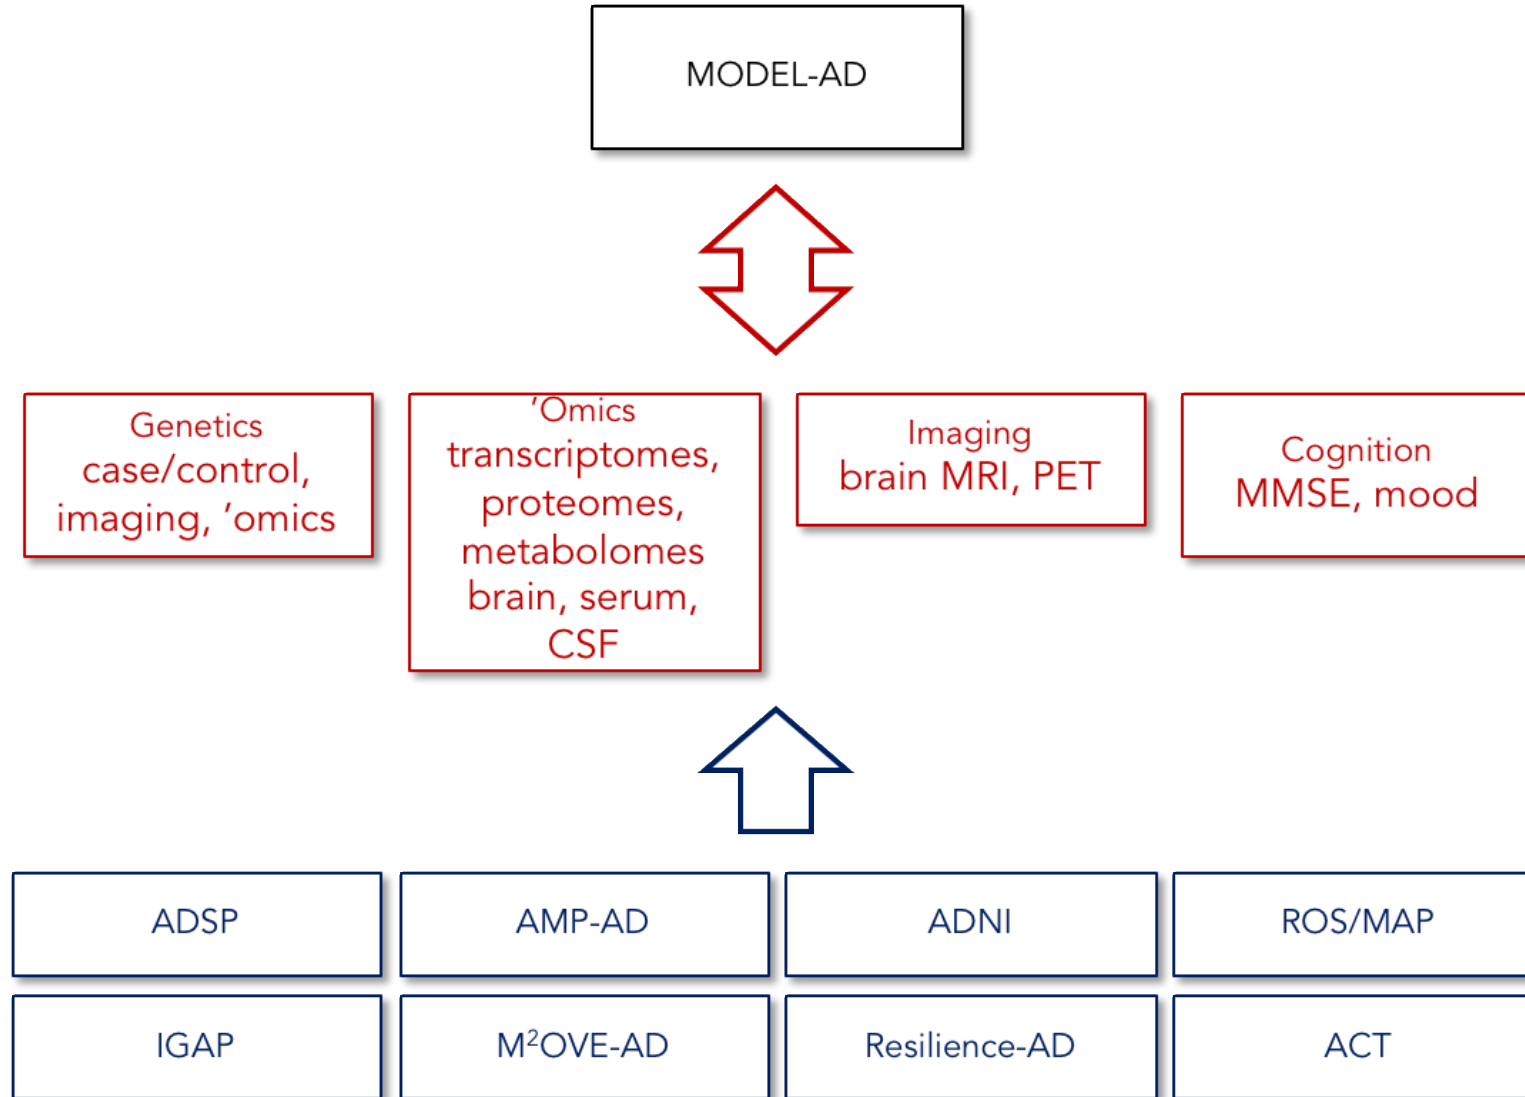 MODEL-AD
Genetics
case/control,
imaging, ’omics
’Omics
transcriptomes,
proteomes,
metabolomes
brain, serum,
CSF
Imaging
brain MRI, PET
Cognition
MMSE, mood
ADSP
AMP-AD
ADNI
ROS/MAP
IGAP
M²OVE-AD
Resilience-AD
ACT